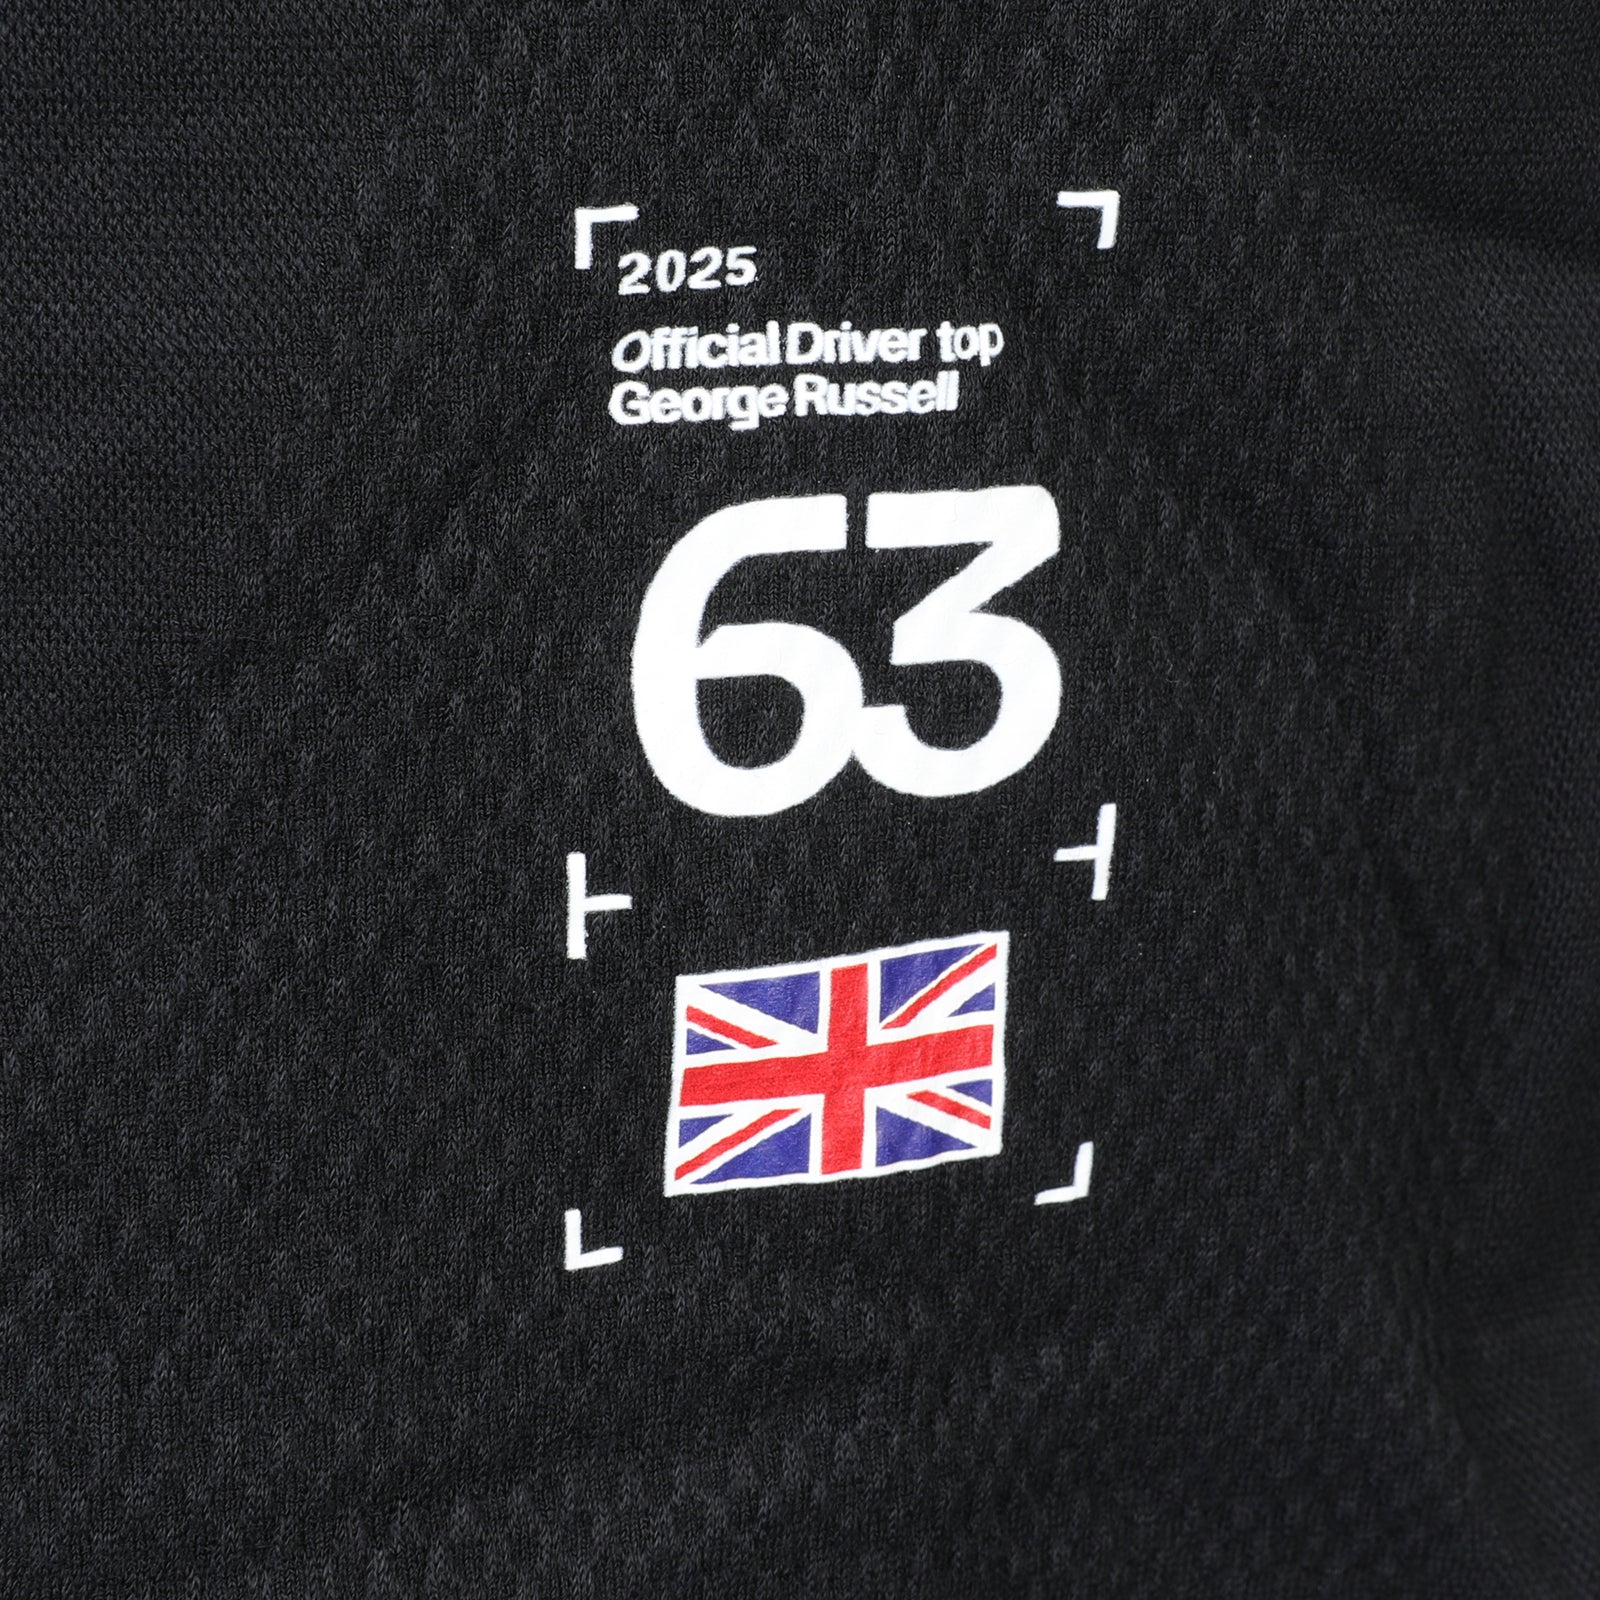 2025
Official Driver top
George Russell
63